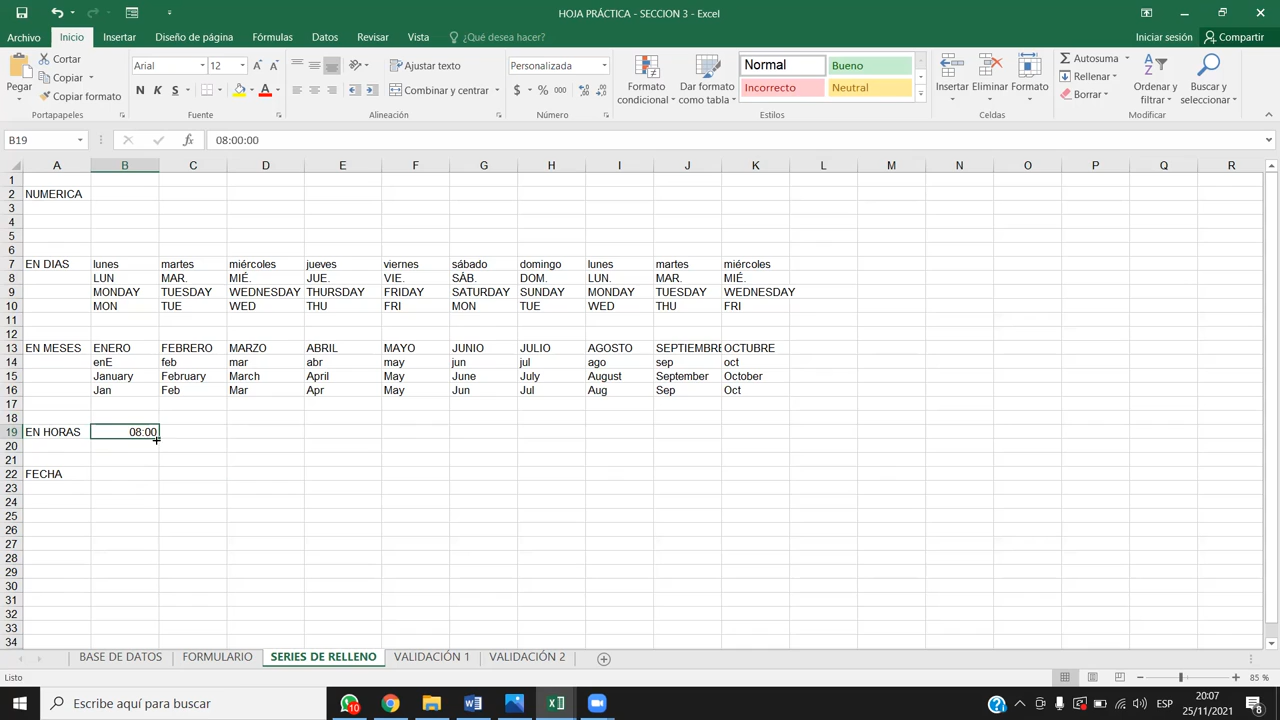 HOJA PRÁCTICA - SECCION 3 - Excel
Archivo Inicio Insertar Diseño de página Fórmulas Datos Revisar Vista ¿Qué desea hacer? Iniciar sesión Compartir
Pegar Cortar Copiar Copiar formato
Arial 12 N K S A
Ajustar texto Combinar y centrar
Personalizada $ % 000
Formato condicional Dar formato como tabla
Normal Bueno
Incorrecto Neutral
Insertar Eliminar Formato
Autosuma Rellenar Borrar
Ordenar y filtrar Buscar y seleccionar
Portapapeles Fuente Alineación Número Estilos Celdas Modificar
B19 fx 08:00:00
A B C D E F G H I J K L M N O P Q R
1
2 NUMERICA
3
4
5
6
7 EN DIAS lunes martes miércoles jueves viernes sábado domingo lunes martes miércoles
8 LUN MAR. MIÉ. JUE. VIE. SÁB. DOM. LUN. MAR. MIÉ.
9 MONDAY TUESDAY WEDNESDAY THURSDAY FRIDAY SATURDAY SUNDAY MONDAY TUESDAY WEDNESDAY
10 MON TUE WED THU FRI MON TUE WED THU FRI
11
12
13 EN MESES ENERO FEBRERO MARZO ABRIL MAYO JUNIO JULIO AGOSTO SEPTIEMBRE OCTUBRE
14 enE feb mar abr may jun jul ago sep oct
15 January February March April May June July August September October
16 Jan Feb Mar Apr May Jun Jul Aug Sep Oct
17
18
19 EN HORAS 08:00
20
21
22 FECHA
23
24
25
26
27
28
29
30
31
32
33
34
BASE DE DATOS FORMULARIO SERIES DE RELLENO VALIDACIÓN 1 VALIDACIÓN 2
Listo 85 %
Escribe aquí para buscar 10 ESP 20:07
25/11/2021 8